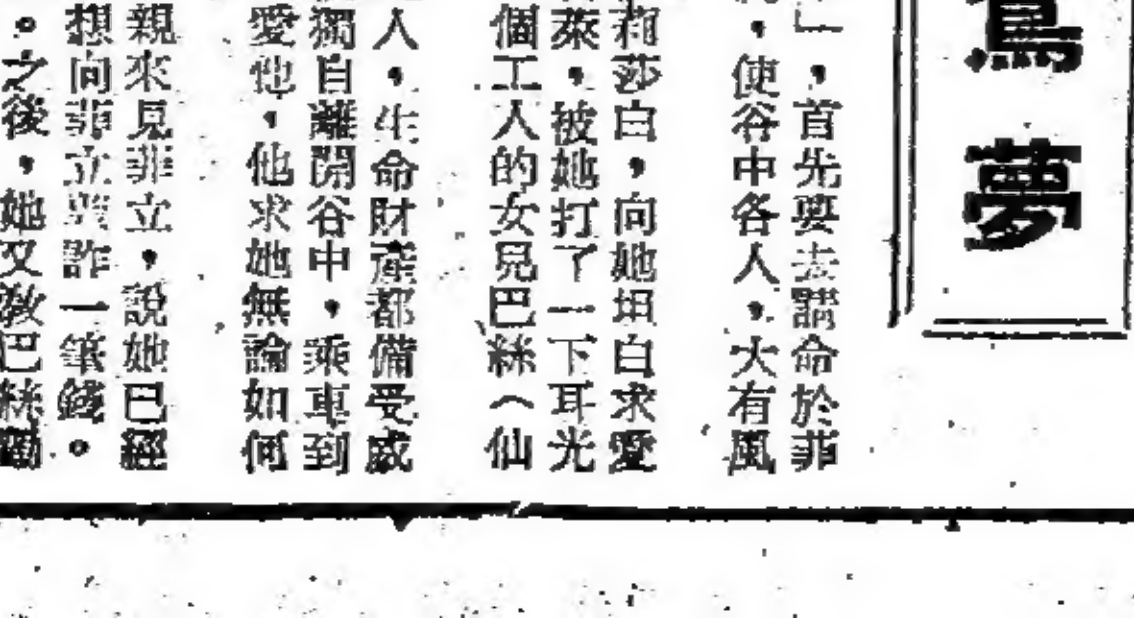 夢
」，首先要去請命於菲
，使谷中各人，大有風
莉莎白，向她坦白求愛
萊，被她打了一下耳光
個工人的女兒巴絲（仙
人，生命財產都備受威
獨自離開谷中，乘車到
愛他，他求她無論如何
親來見菲立，說她已經
想向菲立詐一筆錢。
。之後，她又教巴絲